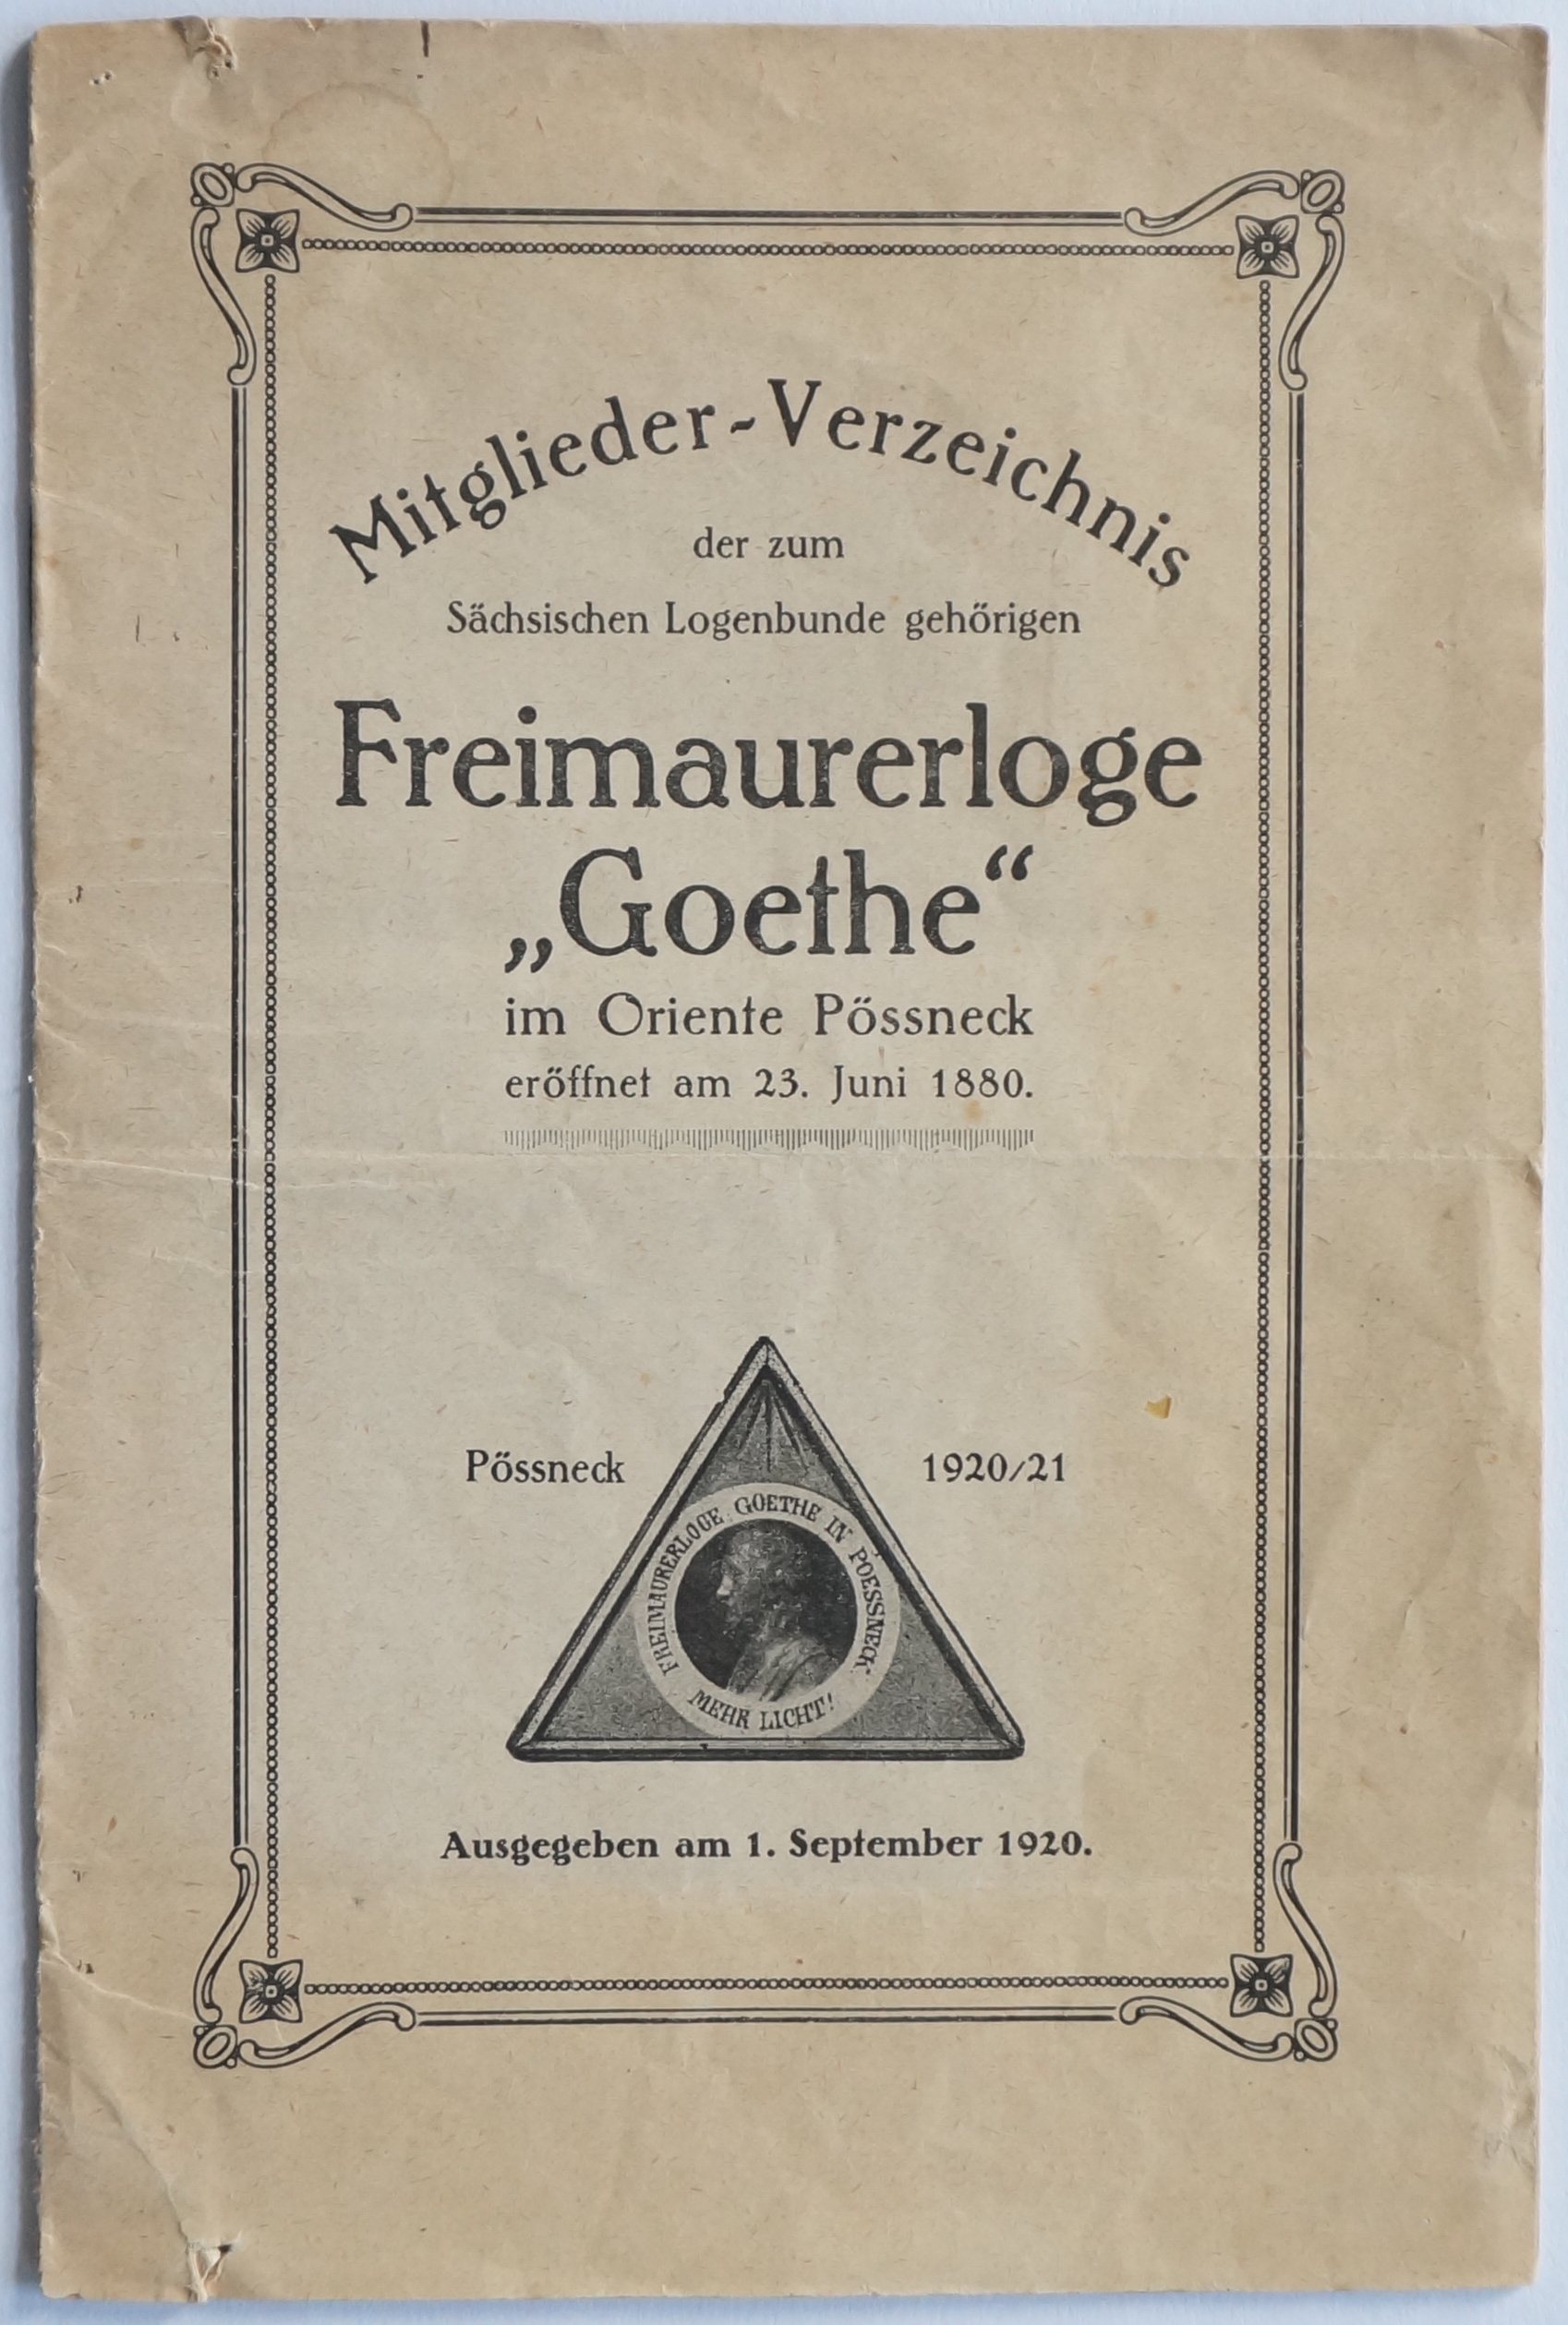 Mitglieder-Verzeichnis
der zum
Sächsischen Logenbunde gehörigen
Freimaurerloge
„Goethe“
im Oriente Pössneck
eröffnet am 23. Juni 1880.
Pössneck 1920/21
FREIMAURERLOGE GOETHE IN POESSNECK
MEHR LICHT!
Ausgegeben am 1. September 1920.